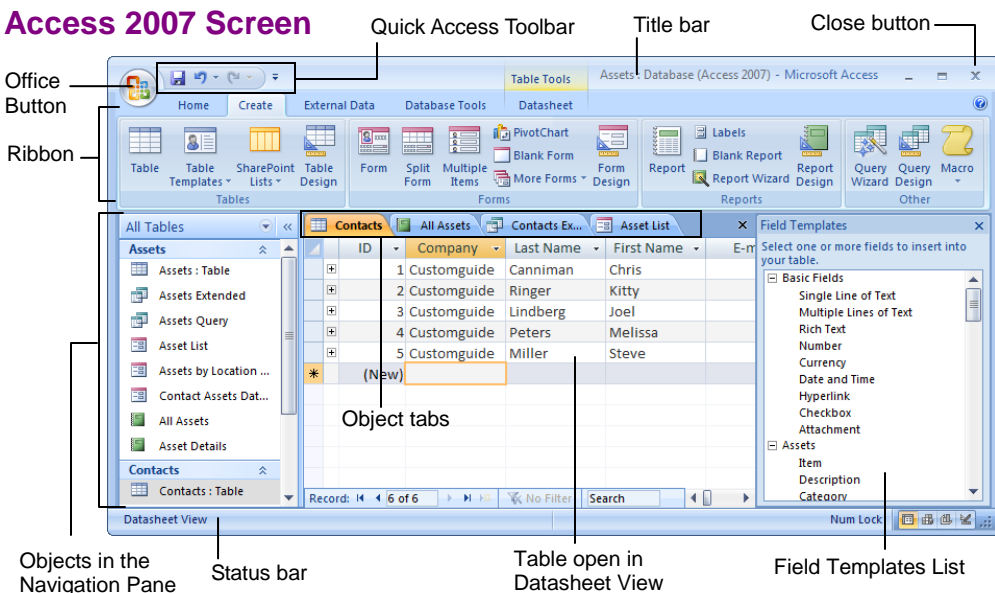 Access 2007 Screen
Quick Access Toolbar
Title bar
Close button
Office
Button
Ribbon
Table Tools
Assets : Database (Access 2007) - Microsoft Access
Home
Create
External Data
Database Tools
Datasheet
Table
Table
Templates
SharePoint
Lists
Table
Design
Tables
Form
Split
Form
Multiple
Items
PivotChart
Blank Form
More Forms
Form
Design
Forms
Report
Labels
Blank Report
Report Wizard
Report
Design
Reports
Query
Wizard
Query
Design
Macro
Other
All Tables
Assets
Assets : Table
Assets Extended
Assets Query
Asset List
Assets by Location ...
Contact Assets Dat...
All Assets
Asset Details
Contacts
Contacts : Table
Contacts
All Assets
Contacts Ex...
Asset List
ID Company Last Name First Name E-m
1 Customguide Canniman Chris
2 Customguide Ringer Kitty
3 Customguide Lindberg Joel
4 Customguide Peters Melissa
5 Customguide Miller Steve
(New)
Object tabs
Record: 6 of 6 No Filter Search
Field Templates
Select one or more fields to insert into
your table.
Basic Fields
Single Line of Text
Multiple Lines of Text
Rich Text
Number
Currency
Date and Time
Hyperlink
Checkbox
Attachment
Assets
Item
Description
Category
Datasheet View
Num Lock
Objects in the
Navigation Pane
Status bar
Table open in
Datasheet View
Field Templates List